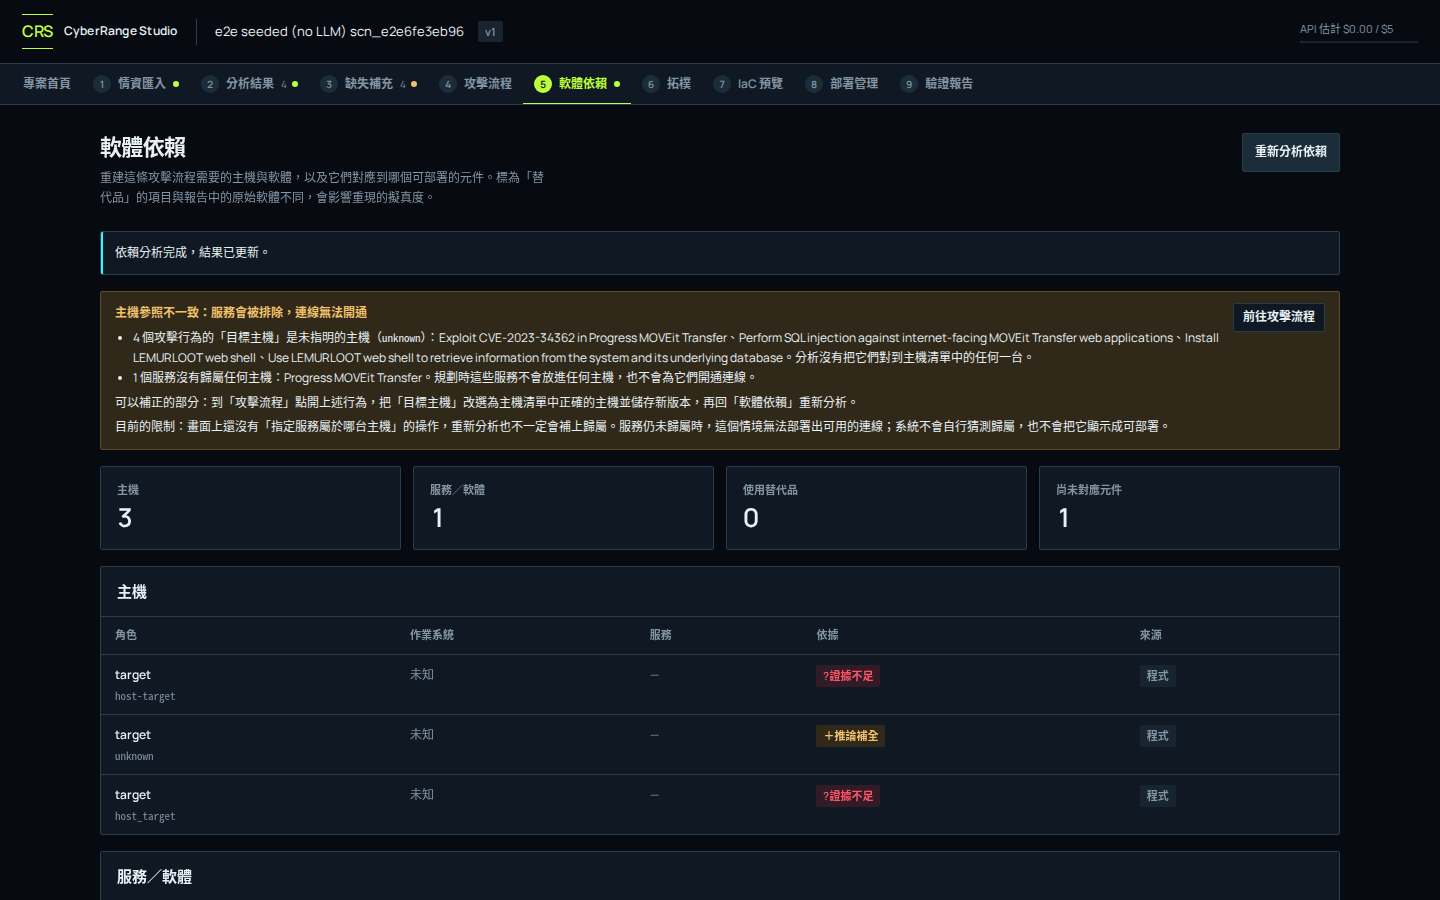 CRS CyberRange Studio e2e seeded (no LLM) scn_e2e6fe3eb96 v1 API 估計 $0.00 / $5
專案首頁 1 情資匯入 2 分析結果 4 3 缺失補充 4 4 攻擊流程 5 軟體依賴 6 拓樸 7 IaC 預覽 8 部署管理 9 驗證報告
軟體依賴
重新分析依賴
重建這條攻擊流程需要的主機與軟體，以及它們對應到哪個可部署的元件。標為「替
代品」的項目與報告中的原始軟體不同，會影響重現的擬真度。
依賴分析完成，結果已更新。
主機參照不一致：服務會被排除，連線無法開通
前往攻擊流程
• 4 個攻擊行為的「目標主機」是未指明的主機（unknown）：Exploit CVE-2023-34362 in Progress MOVEit Transfer、Perform SQL injection against internet-facing MOVEit Transfer web applications、Install
LEMURLOOT web shell、Use LEMURLOOT web shell to retrieve information from the system and its underlying database。分析沒有把它們對到主機清單中的任何一台。
• 1 個服務沒有歸屬任何主機：Progress MOVEit Transfer。規劃時這些服務不會放進任何主機，也不會為它們開通連線。
可以補正的部分：到「攻擊流程」點開上述行為，把「目標主機」改選為主機清單中正確的主機並儲存新版本，再回「軟體依賴」重新分析。
目前的限制：畫面上還沒有「指定服務屬於哪台主機」的操作，重新分析也不一定會補上歸屬。服務仍未歸屬時，這個情境無法部署出可用的連線；系統不會自行猜測歸屬，也不會把它顯示成可部署。
主機 服務／軟體 使用替代品 尚未對應元件
3 1 0 1
主機
角色 作業系統 服務 依據 來源
target 未知 — ?證據不足 程式
host-target
target 未知 — ＋推論補全 程式
unknown
target 未知 — ?證據不足 程式
host_target
服務／軟體